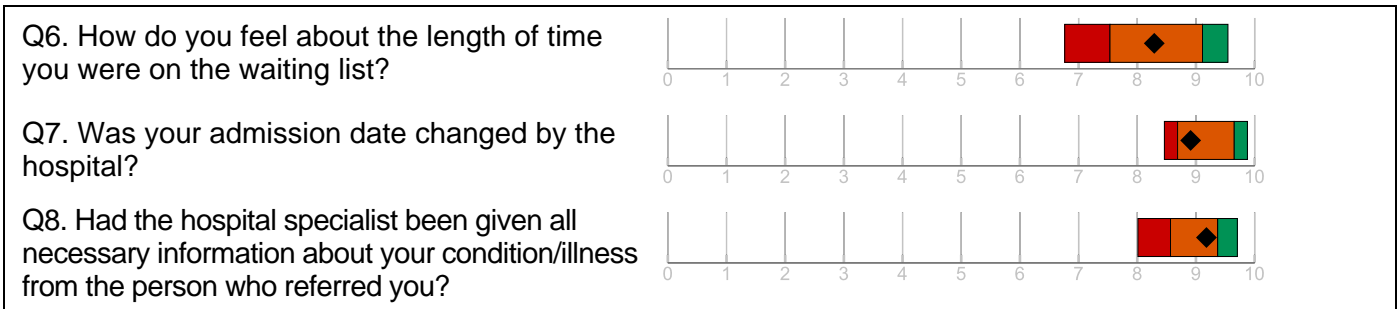 Q6. How do you feel about the length of time
you were on the waiting list?
0 1 2 3 4 5 6 7 8 9 10
Q7. Was your admission date changed by the
hospital?
0 1 2 3 4 5 6 7 8 9 10
Q8. Had the hospital specialist been given all
necessary information about your condition/illness
from the person who referred you?
0 1 2 3 4 5 6 7 8 9 10